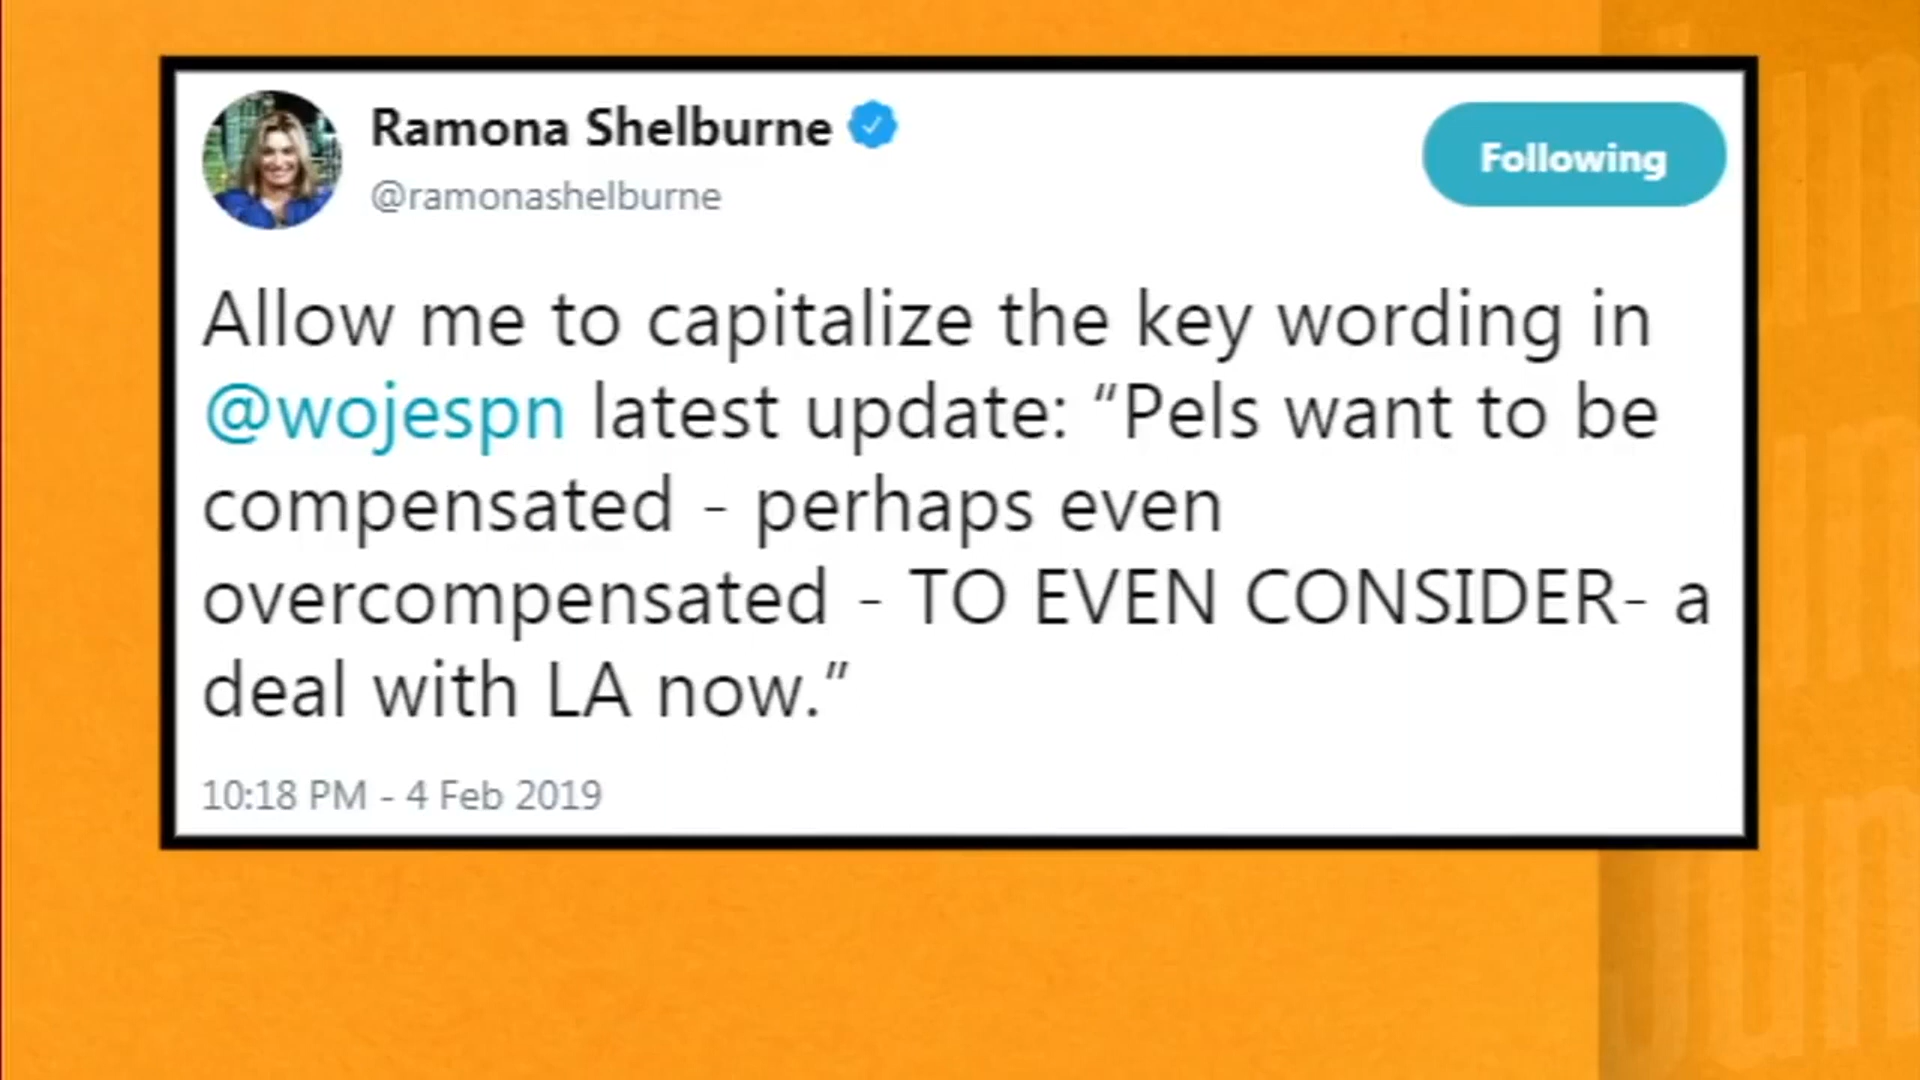 Ramona Shelburne
@ramonashelburne
Following
Allow me to capitalize the key wording in
@wojespn latest update: “Pels want to be
compensated - perhaps even
overcompensated - TO EVEN CONSIDER- a
deal with LA now.”
10:18 PM - 4 Feb 2019